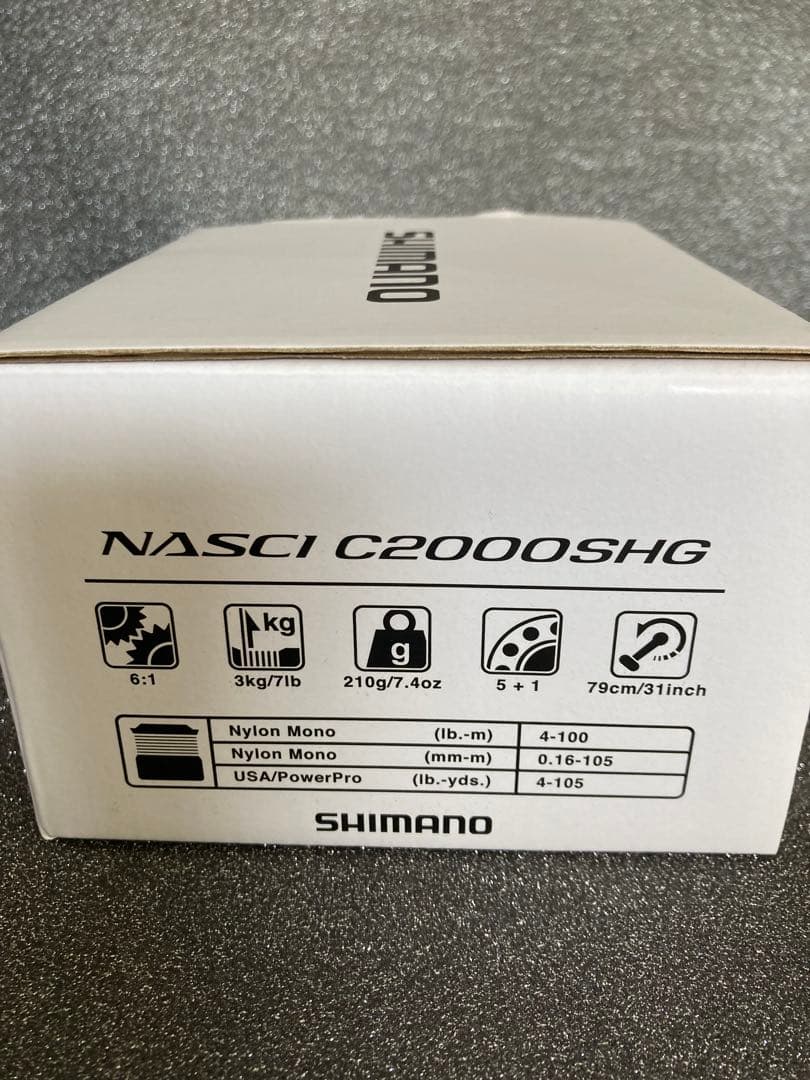 SHIMANO
NASCI C2000SHG
kg
g
6:1
3kg/7lb
210g/7.4oz
5 + 1
79cm/31inch
Nylon Mono (lb.-m) 4-100
Nylon Mono (mm-m) 0.16-105
USA/PowerPro (lb.-yds.) 4-105
SHIMANO